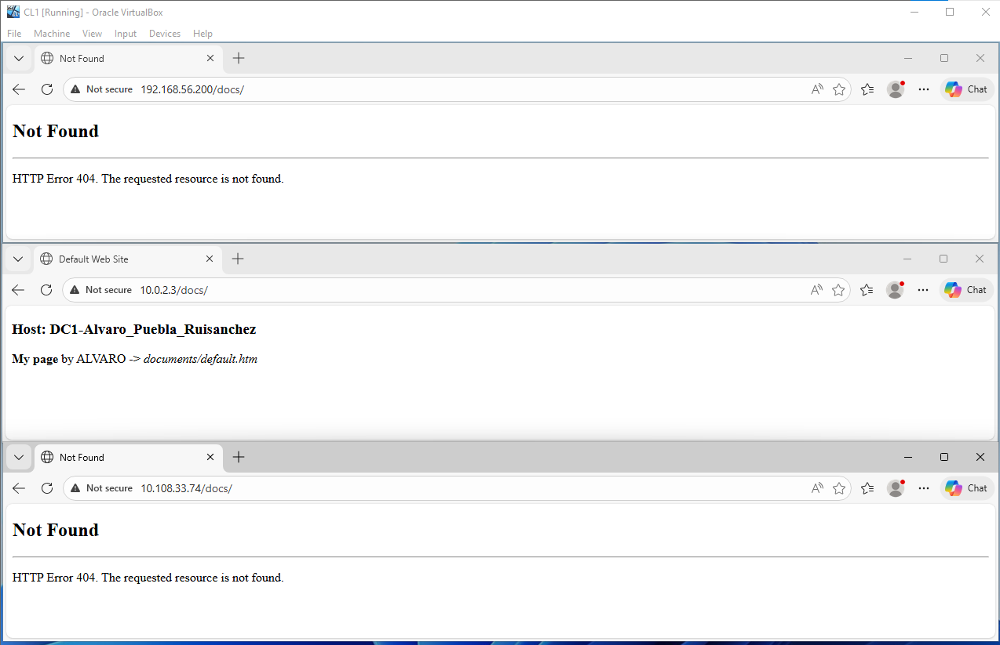 CL1 [Running] - Oracle VirtualBox
File Machine View Input Devices Help
Not Found
Not secure 192.168.56.200/docs/ Chat
Not Found
HTTP Error 404. The requested resource is not found.
Default Web Site
Not secure 10.0.2.3/docs/ Chat
Host: DC1-Alvaro_Puebla_Ruisanchez
My page by ALVARO -> documents/default.htm
Not Found
Not secure 10.108.33.74/docs/ Chat
Not Found
HTTP Error 404. The requested resource is not found.